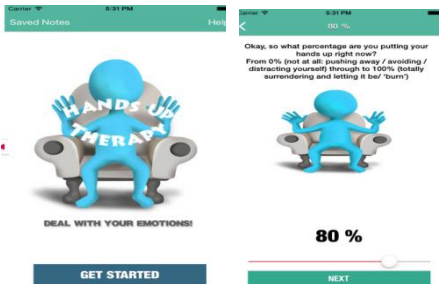 Carrier 5:31 PM
Saved Notes Help
HANDS UP
THERAPY
DEAL WITH YOUR EMOTIONS!
GET STARTED
Carrier 5:31 PM
80 %
Okay, so what percentage are you putting your
hands up right now?
From 0% (not at all: pushing away / avoiding /
distracting yourself) through to 100% (totally
surrendering and letting it be/ 'burn')
80 %
NEXT